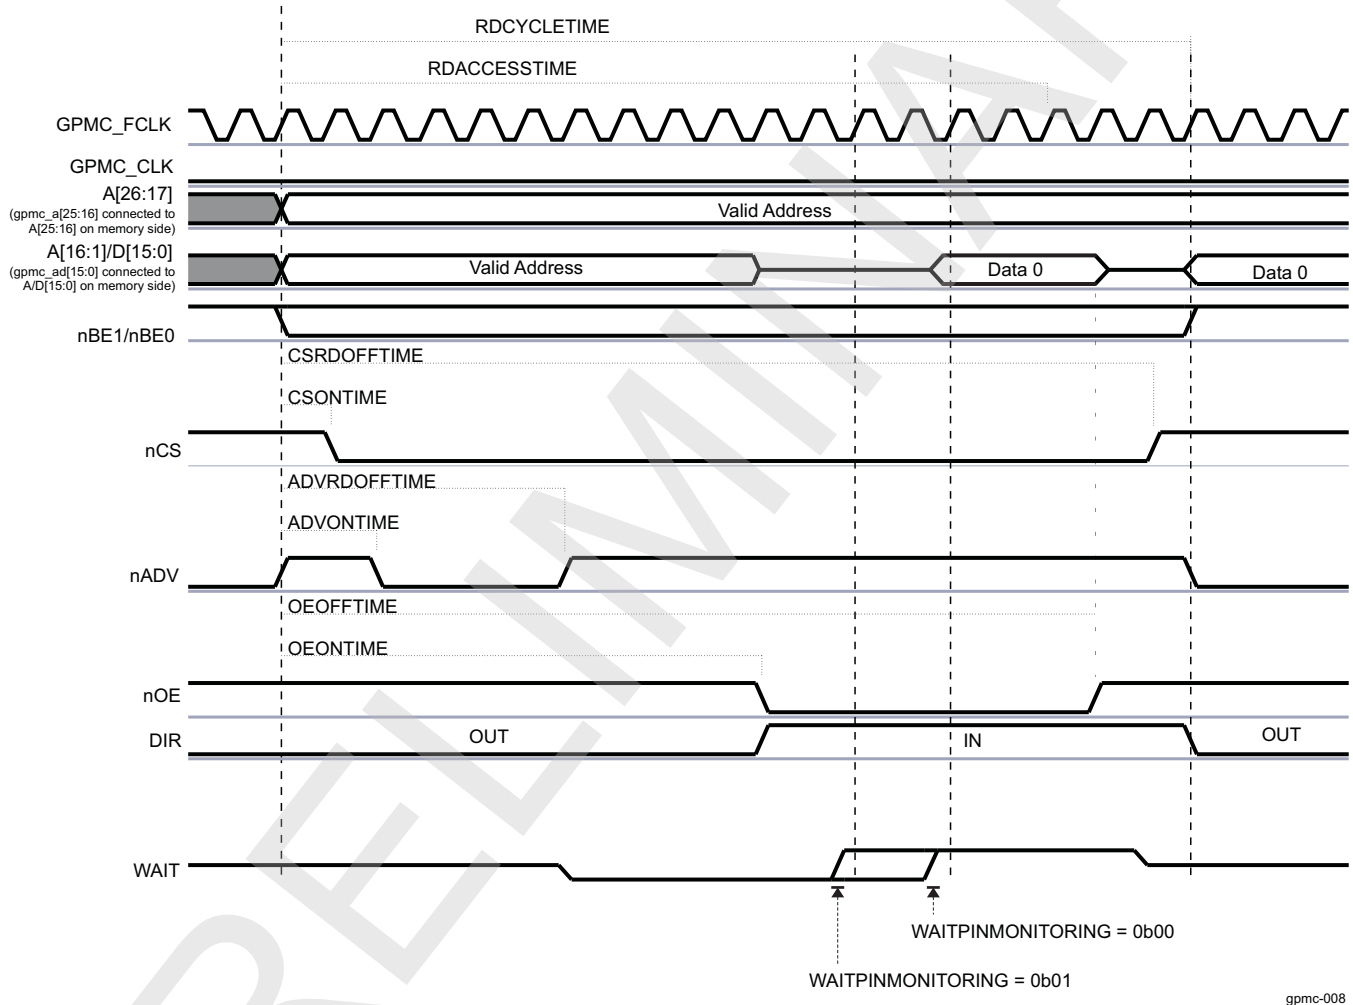 RDCYCLETIME
RDACCESSTIME
GPMC_FCLK
GPMC_CLK
A[26:17]
(gpmc_a[25:16] connected to
A[25:16] on memory side)
Valid Address
A[16:1]/D[15:0]
(gpmc_ad[15:0] connected to
A/D[15:0] on memory side)
Valid Address
Data 0
Data 0
nBE1/nBE0
CSRDOFFTIME
CSONTIME
nCS
ADVRDOFFTIME
ADVONTIME
nADV
OEOFFTIME
OEONTIME
nOE
DIR
OUT
IN
OUT
WAIT
WAITPINMONITORING = 0b00
WAITPINMONITORING = 0b01
gpmc-008